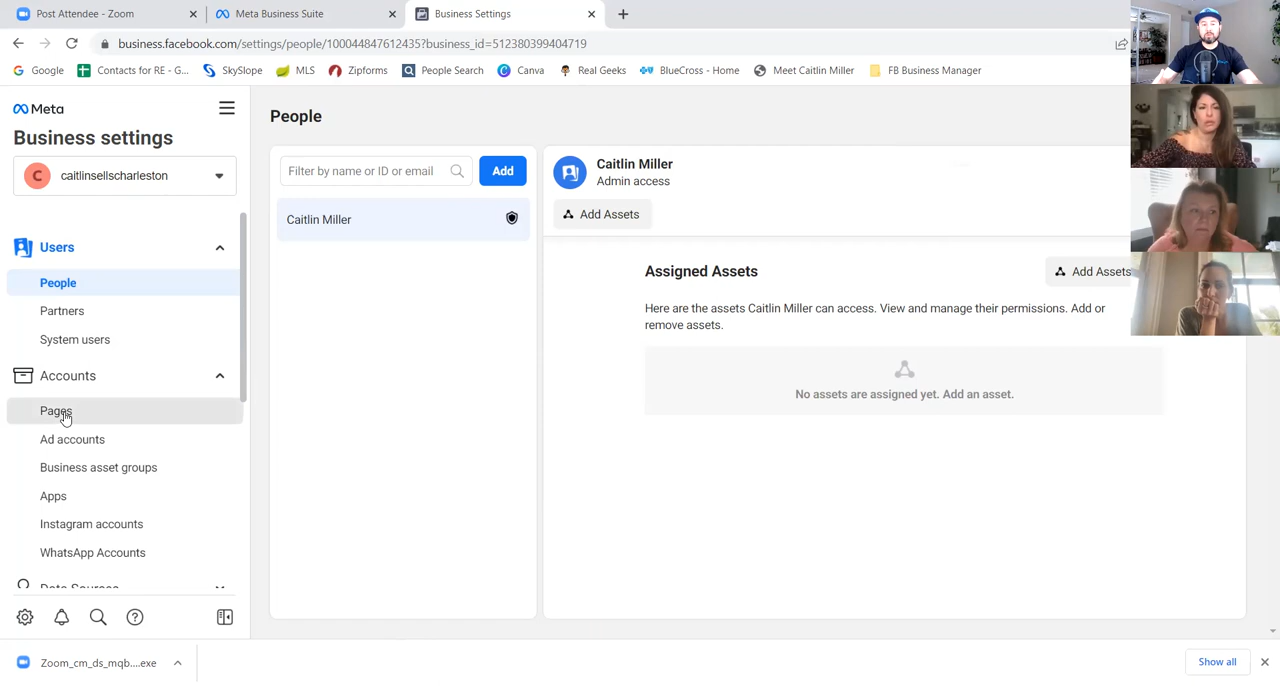 Post Attendee - Zoom
Meta Business Suite
Business Settings
business.facebook.com/settings/people/100044847612435?business_id=513280399404719
Google
Contacts for RE - G...
SkySlope
MLS
Zipforms
People Search
Canva
Real Geeks
BlueCross - Home
Meet Caitlin Miller
FB Business Manager
Meta
Business settings
C
caitlinsellscharleston
Users
People
Partners
System users
Accounts
Pages
Ad accounts
Business asset groups
Apps
Instagram accounts
WhatsApp Accounts
Data Sources
People
Filter by name or ID or email
Add
Caitlin Miller
Caitlin Miller
Admin access
Add Assets
Assigned Assets
Add Assets
Here are the assets Caitlin Miller can access. View and manage their permissions. Add or
remove assets.
No assets are assigned yet. Add an asset.
Zoom_cm_ds_mqb....exe
Show all